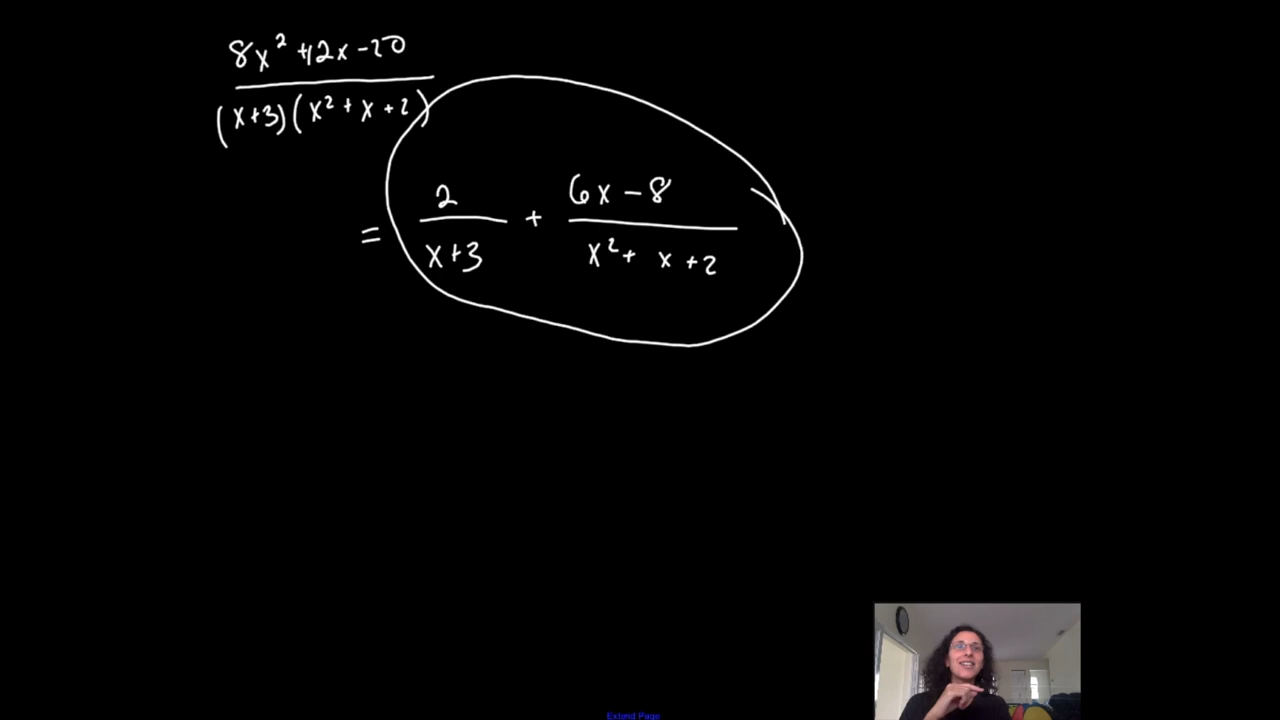 8x² + 12x - 20
(x+3)(x² + x + 2)
= 2/(x+3) + (6x - 8)/(x² + x + 2)
Extend Page